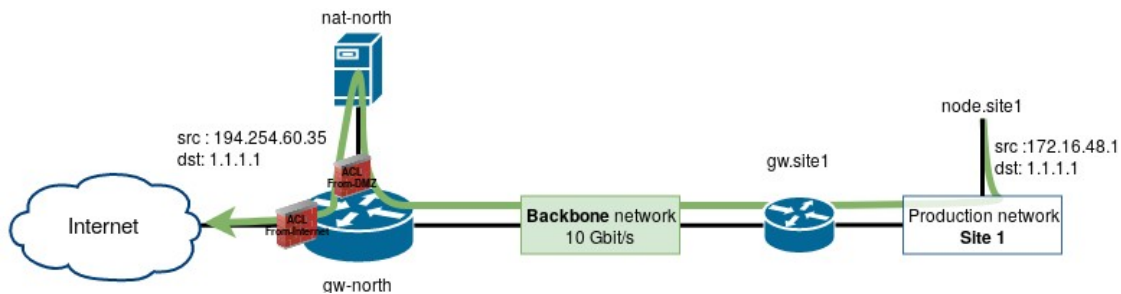 nat-north
src : 194.254.60.35
dst: 1.1.1.1
ACL
From-DMZ
Internet
ACL
From-Internet
gw-north
Backbone network
10 Gbit/s
gw.site1
node.site1
src :172.16.48.1
dst: 1.1.1.1
Production network
Site 1